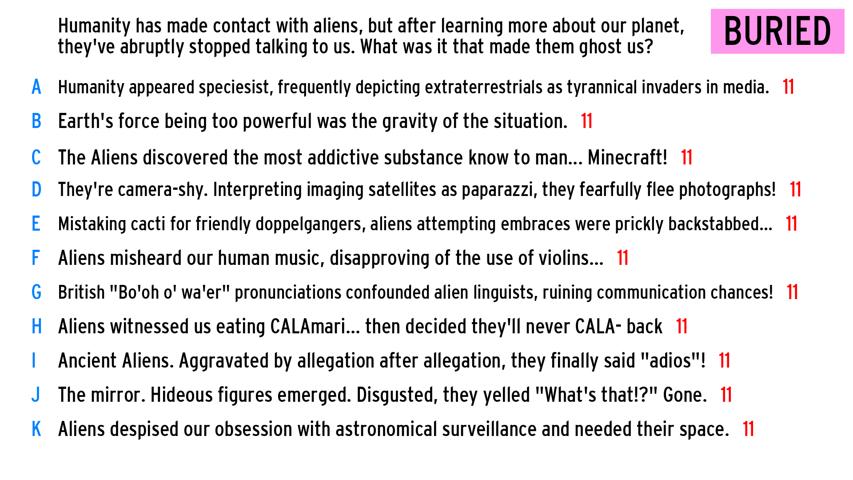 Humanity has made contact with aliens, but after learning more about our planet,
they've abruptly stopped talking to us. What was it that made them ghost us?
BURIED
A Humanity appeared speciesist, frequently depicting extraterrestrials as tyrannical invaders in media. 11
B Earth's force being too powerful was the gravity of the situation. 11
C The Aliens discovered the most addictive substance know to man... Minecraft! 11
D They're camera-shy. Interpreting imaging satellites as paparazzi, they fearfully flee photographs! 11
E Mistaking cacti for friendly doppelgangers, aliens attempting embraces were prickly backstabbed... 11
F Aliens misheard our human music, disapproving of the use of violins... 11
G British "Bo'oh o' wa'er" pronunciations confounded alien linguists, ruining communication chances! 11
H Aliens witnessed us eating CALAmari... then decided they'll never CALA- back 11
I Ancient Aliens. Aggravated by allegation after allegation, they finally said "adios"! 11
J The mirror. Hideous figures emerged. Disgusted, they yelled "What's that!?" Gone. 11
K Aliens despised our obsession with astronomical surveillance and needed their space. 11